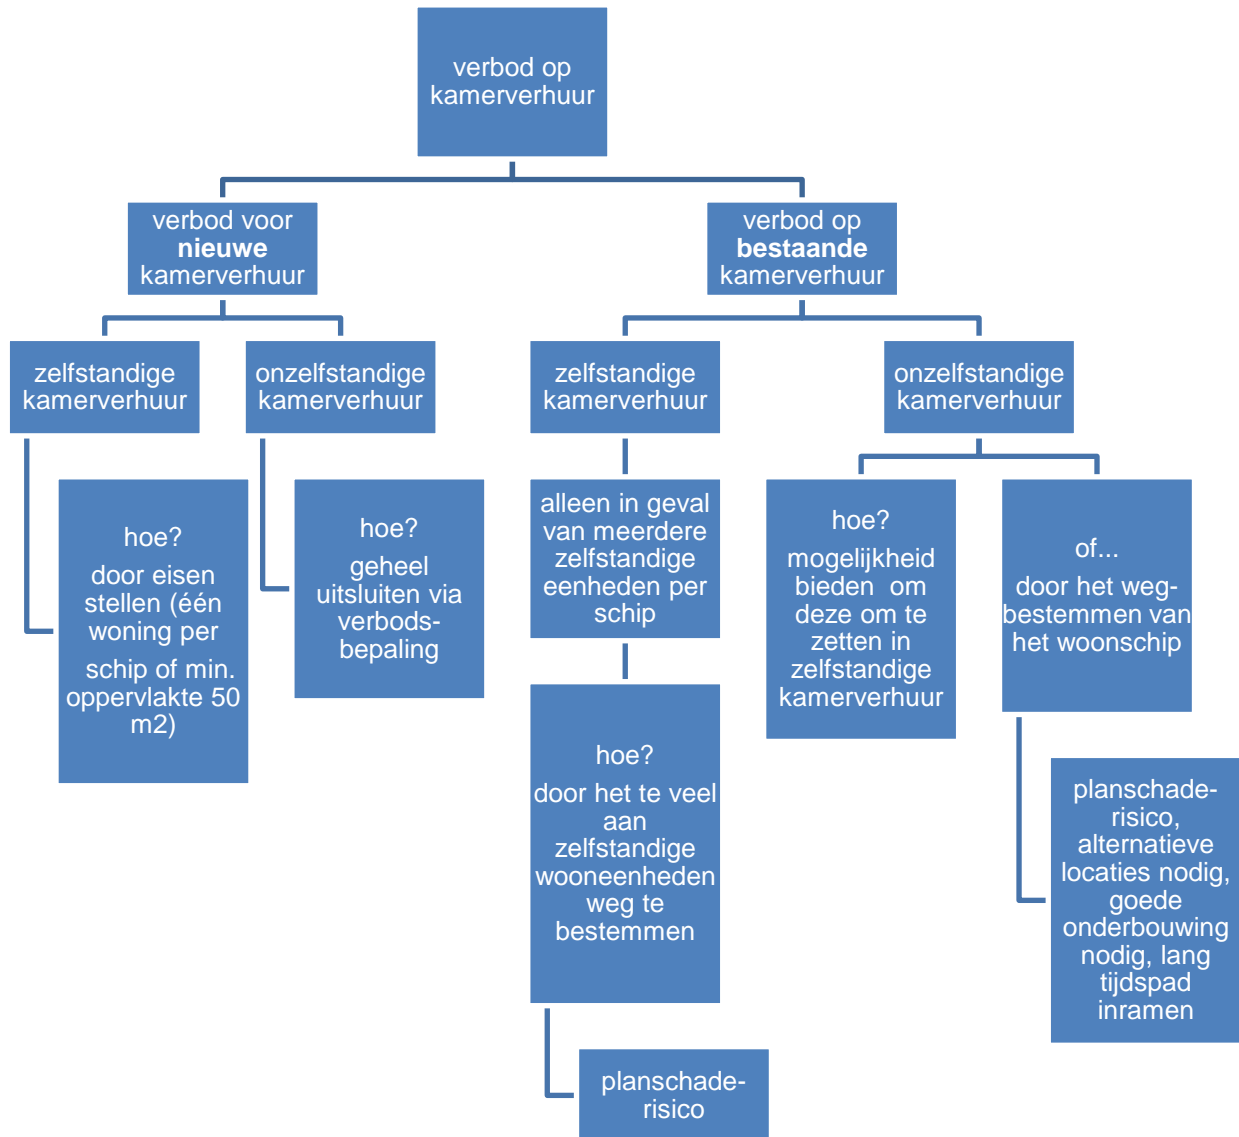 verbod op
kamerverhuur
verbod voor
nieuwe
kamerverhuur
verbod op
bestaande
kamerverhuur
zelfstandige
kamerverhuur
onzelfstandige
kamerverhuur
zelfstandige
kamerverhuur
onzelfstandige
kamerverhuur
hoe?
door eisen
stellen (één
woning per
schip of min.
oppervlakte 50
m2)
hoe?
geheel
uitsluiten via
verbods-
bepaling
alleen in geval
van meerdere
zelfstandige
eenheden per
schip
hoe?
mogelijkheid
bieden om
deze om te
zetten in
zelfstandige
kamerverhuur
of...
door het weg-
bestemmen van
het woonschip
hoe?
door het te veel
aan
zelfstandige
wooneenheden
weg te
bestemmen
planschade-
risico,
alternatieve
locaties nodig,
goede
onderbouwing
nodig, lang
tijdspad
inramen
planschade-
risico